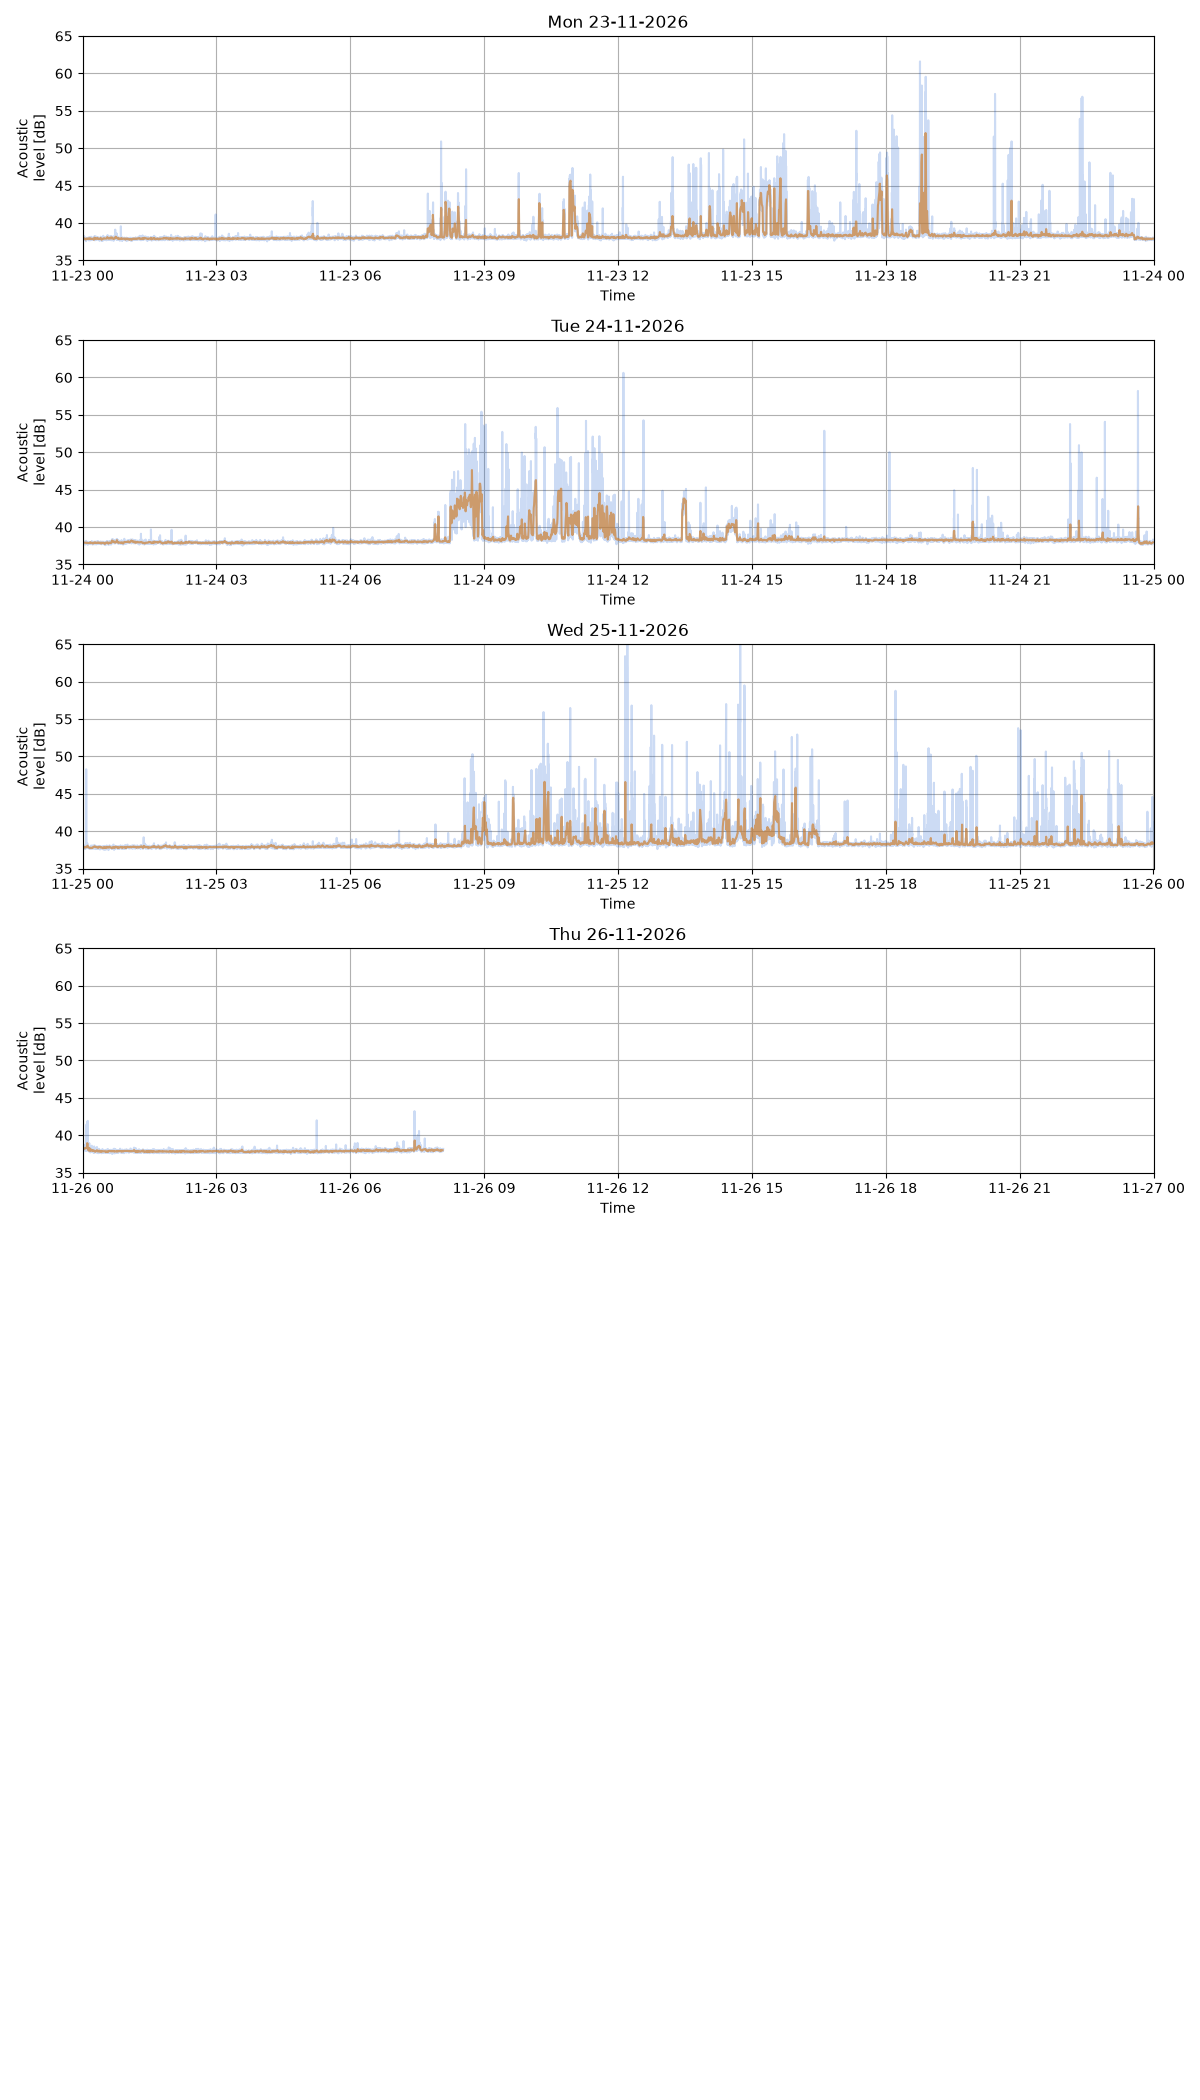 Mon 23-11-2026
65
60
55
50
45
40
35
Acoustic
level [dB]
11-23 00 11-23 03 11-23 06 11-23 09 11-23 12 11-23 15 11-23 18 11-23 21 11-24 00
Time
Tue 24-11-2026
65
60
55
50
45
40
35
Acoustic
level [dB]
11-24 00 11-24 03 11-24 06 11-24 09 11-24 12 11-24 15 11-24 18 11-24 21 11-25 00
Time
Wed 25-11-2026
65
60
55
50
45
40
35
Acoustic
level [dB]
11-25 00 11-25 03 11-25 06 11-25 09 11-25 12 11-25 15 11-25 18 11-25 21 11-26 00
Time
Thu 26-11-2026
65
60
55
50
45
40
35
Acoustic
level [dB]
11-26 00 11-26 03 11-26 06 11-26 09 11-26 12 11-26 15 11-26 18 11-26 21 11-27 00
Time